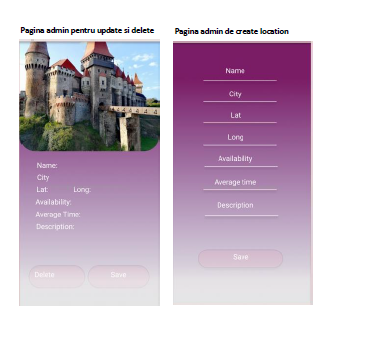 Pagina admin pentru update si delete
Name:
City
Lat: Long:
Availability:
Average Time:
Description:
Delete Save
Pagina admin de create location
Name
City
Lat
Long
Availability
Average time
Description
Save